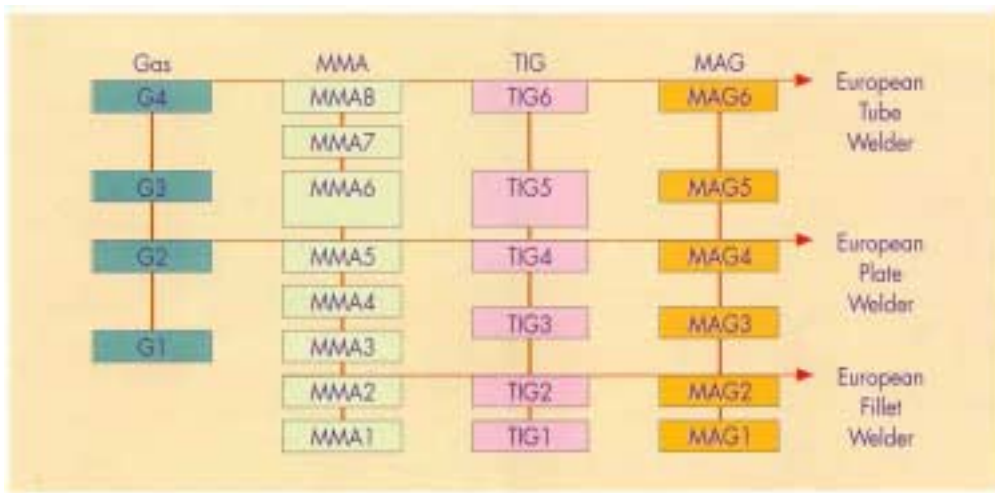 Gas MMA TIG MAG
G4 MMA8 TIG6 MAG6
European
Tube
Welder
MMA7
G3 MMA6 TIG5 MAG5
G2 MMA5 TIG4 MAG4
European
Plate
Welder
MMA4
TIG3 MAG3
G1 MMA3
MMA2 TIG2 MAG2
European
Fillet
Welder
MMA1 TIG1 MAG1